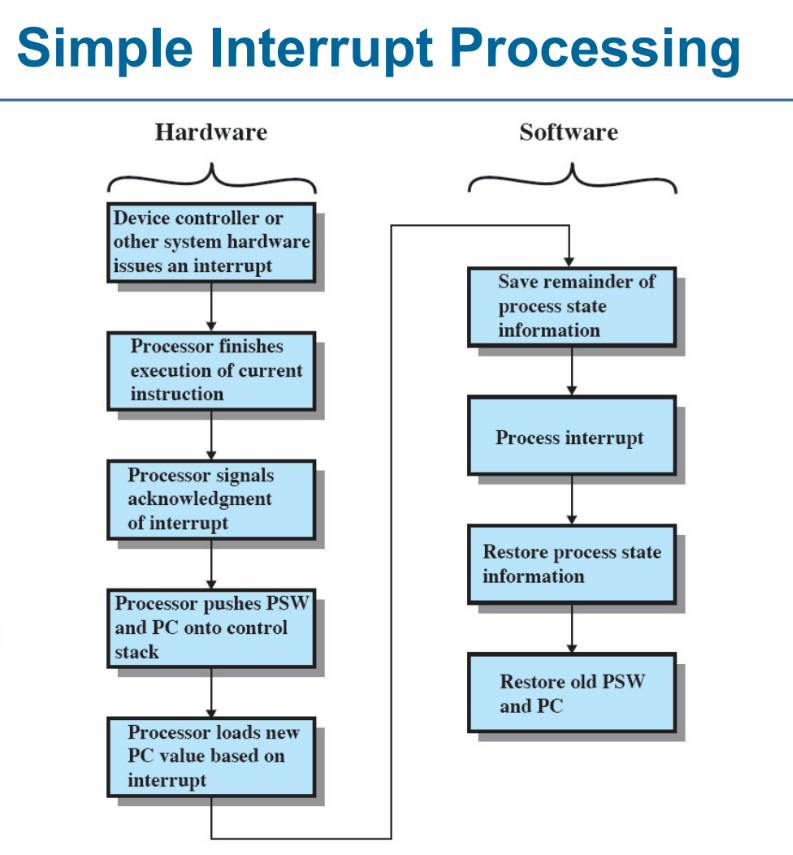 Simple Interrupt Processing
Hardware
Device controller or
other system hardware
issues an interrupt
Processor finishes
execution of current
instruction
Processor signals
acknowledgment
of interrupt
Processor pushes PSW
and PC onto control
stack
Processor loads new
PC value based on
interrupt
Software
Save remainder of
process state
information
Process interrupt
Restore process state
information
Restore old PSW
and PC